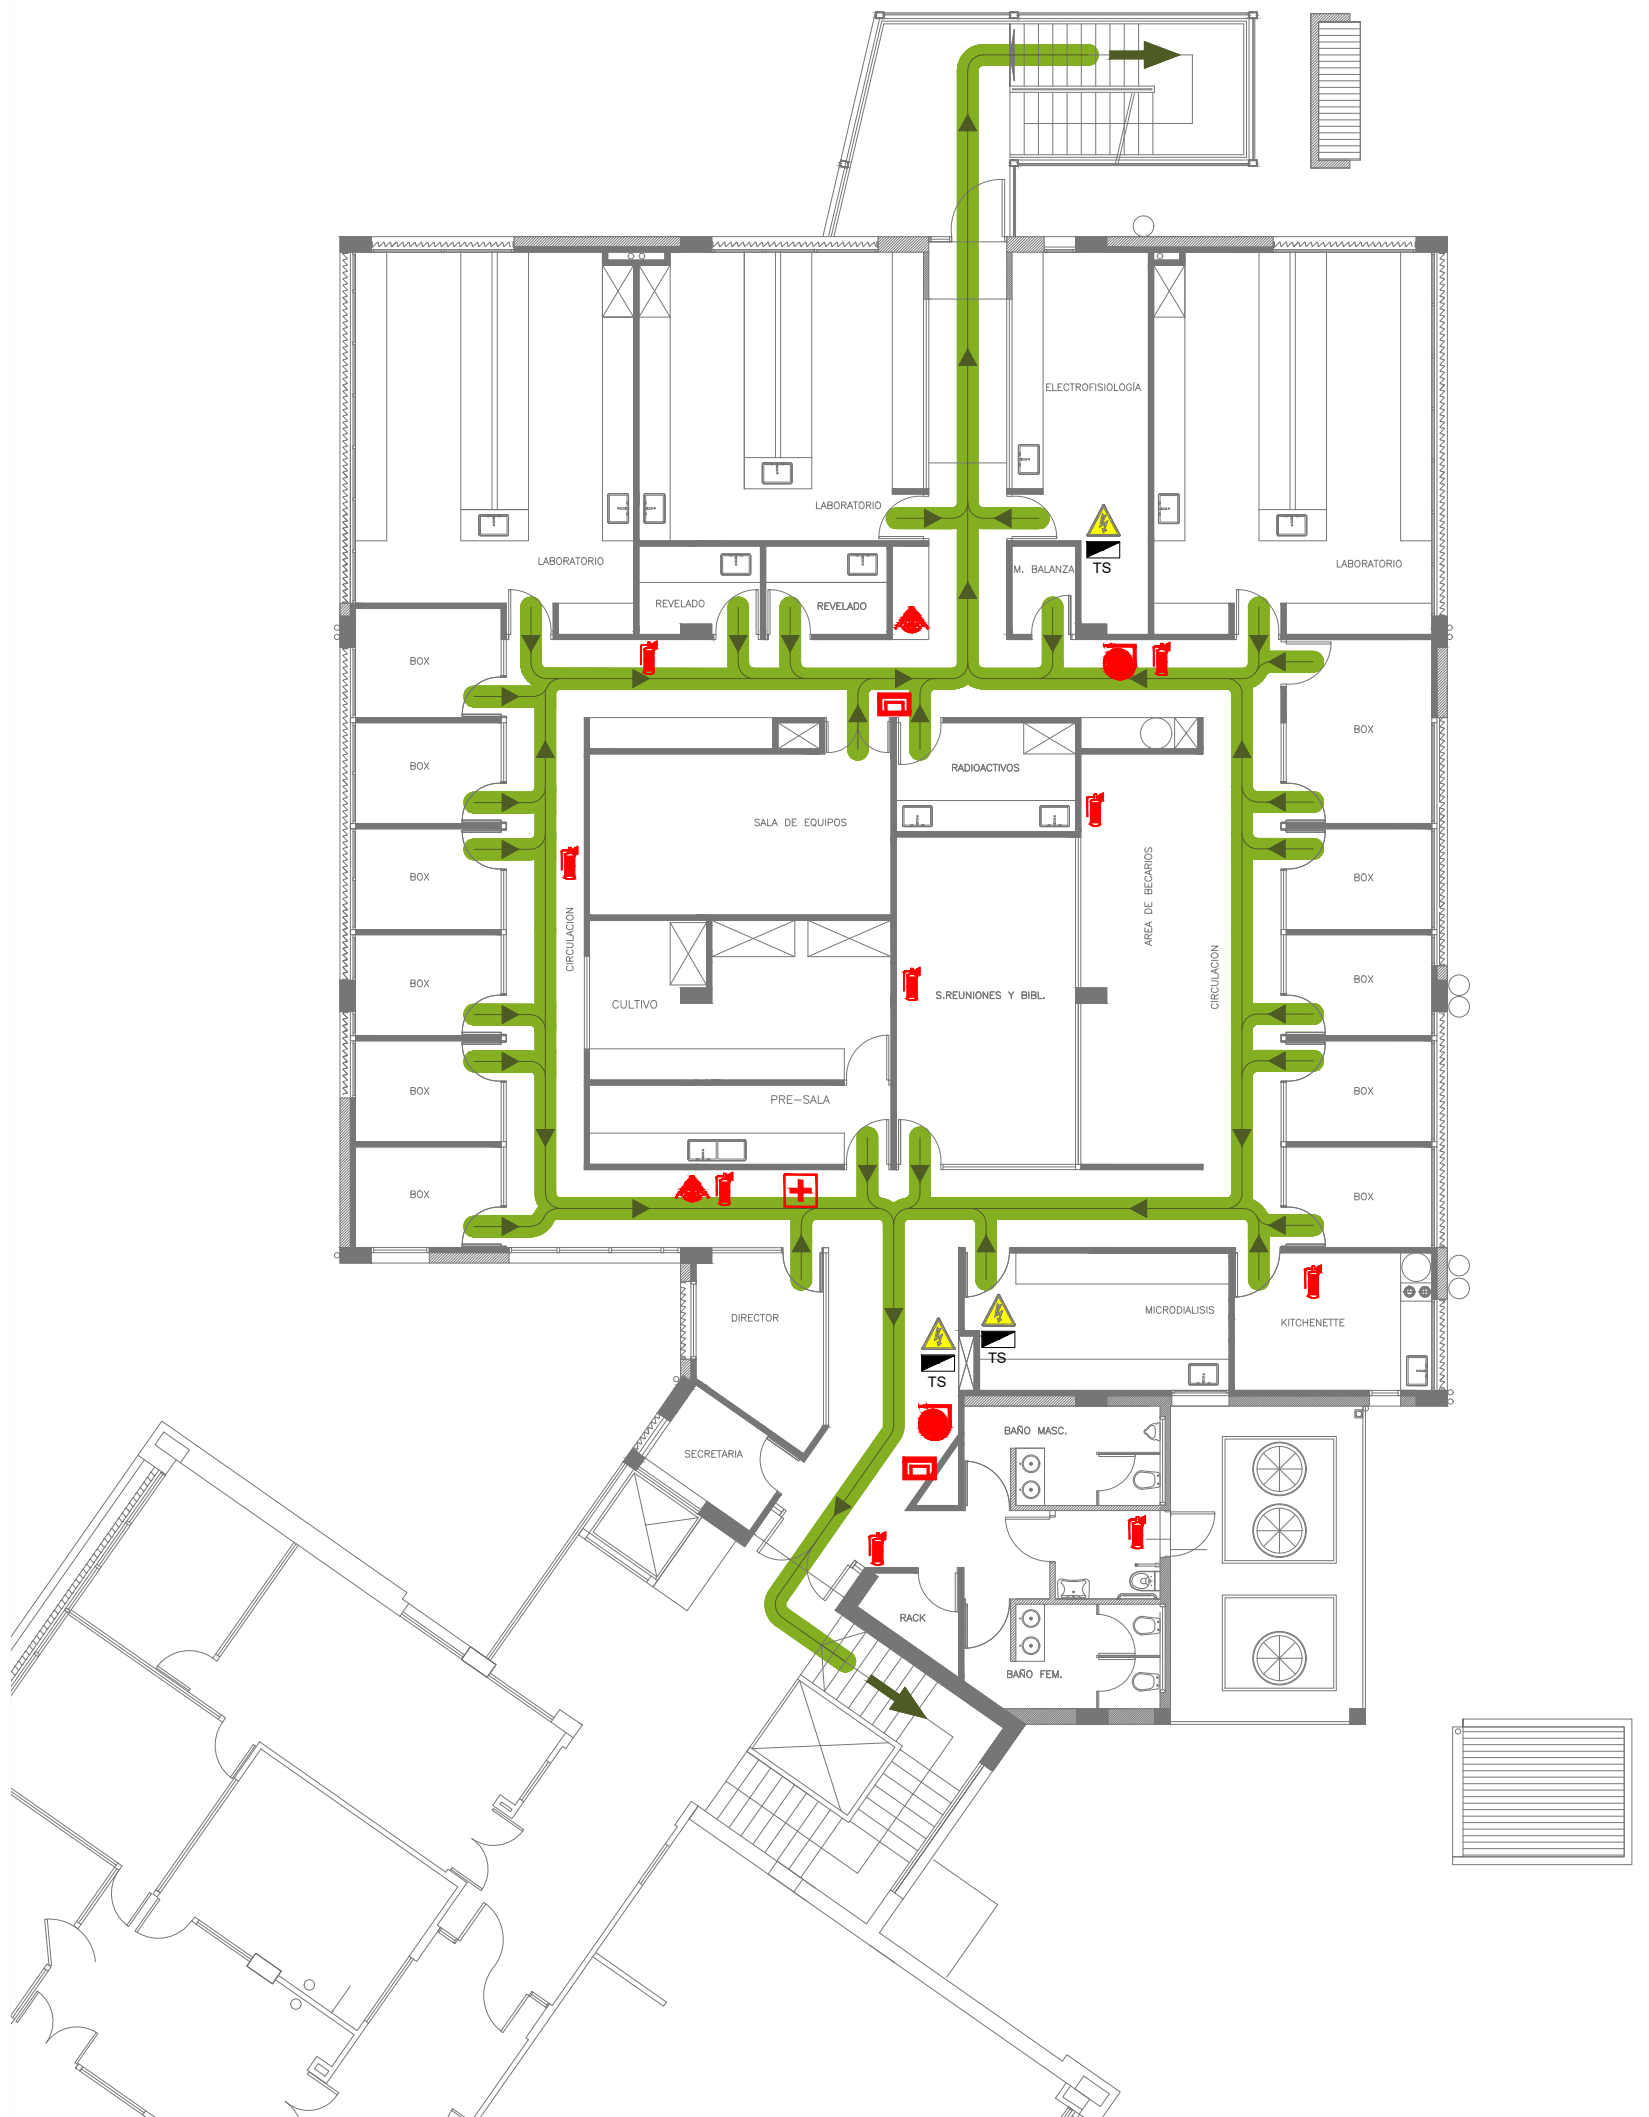 ELECTROFISIOLOGÍA
LABORATORIO
LABORATORIO
LABORATORIO
TS
M. BALANZA
REVELADO
REVELADO
BOX
BOX
BOX
RADIOACTIVOS
BOX
SALA DE EQUIPOS
BOX
BOX
AREA DE BECARIOS
CIRCULACION
CIRCULACION
BOX
BOX
S.REUNIONES Y BIBL.
CULTIVO
BOX
BOX
PRE-SALA
BOX
BOX
DIRECTOR
MICRODIALISIS
KITCHENETTE
TS
TS
BAÑO MASC.
SECRETARIA
RACK
BAÑO FEM.